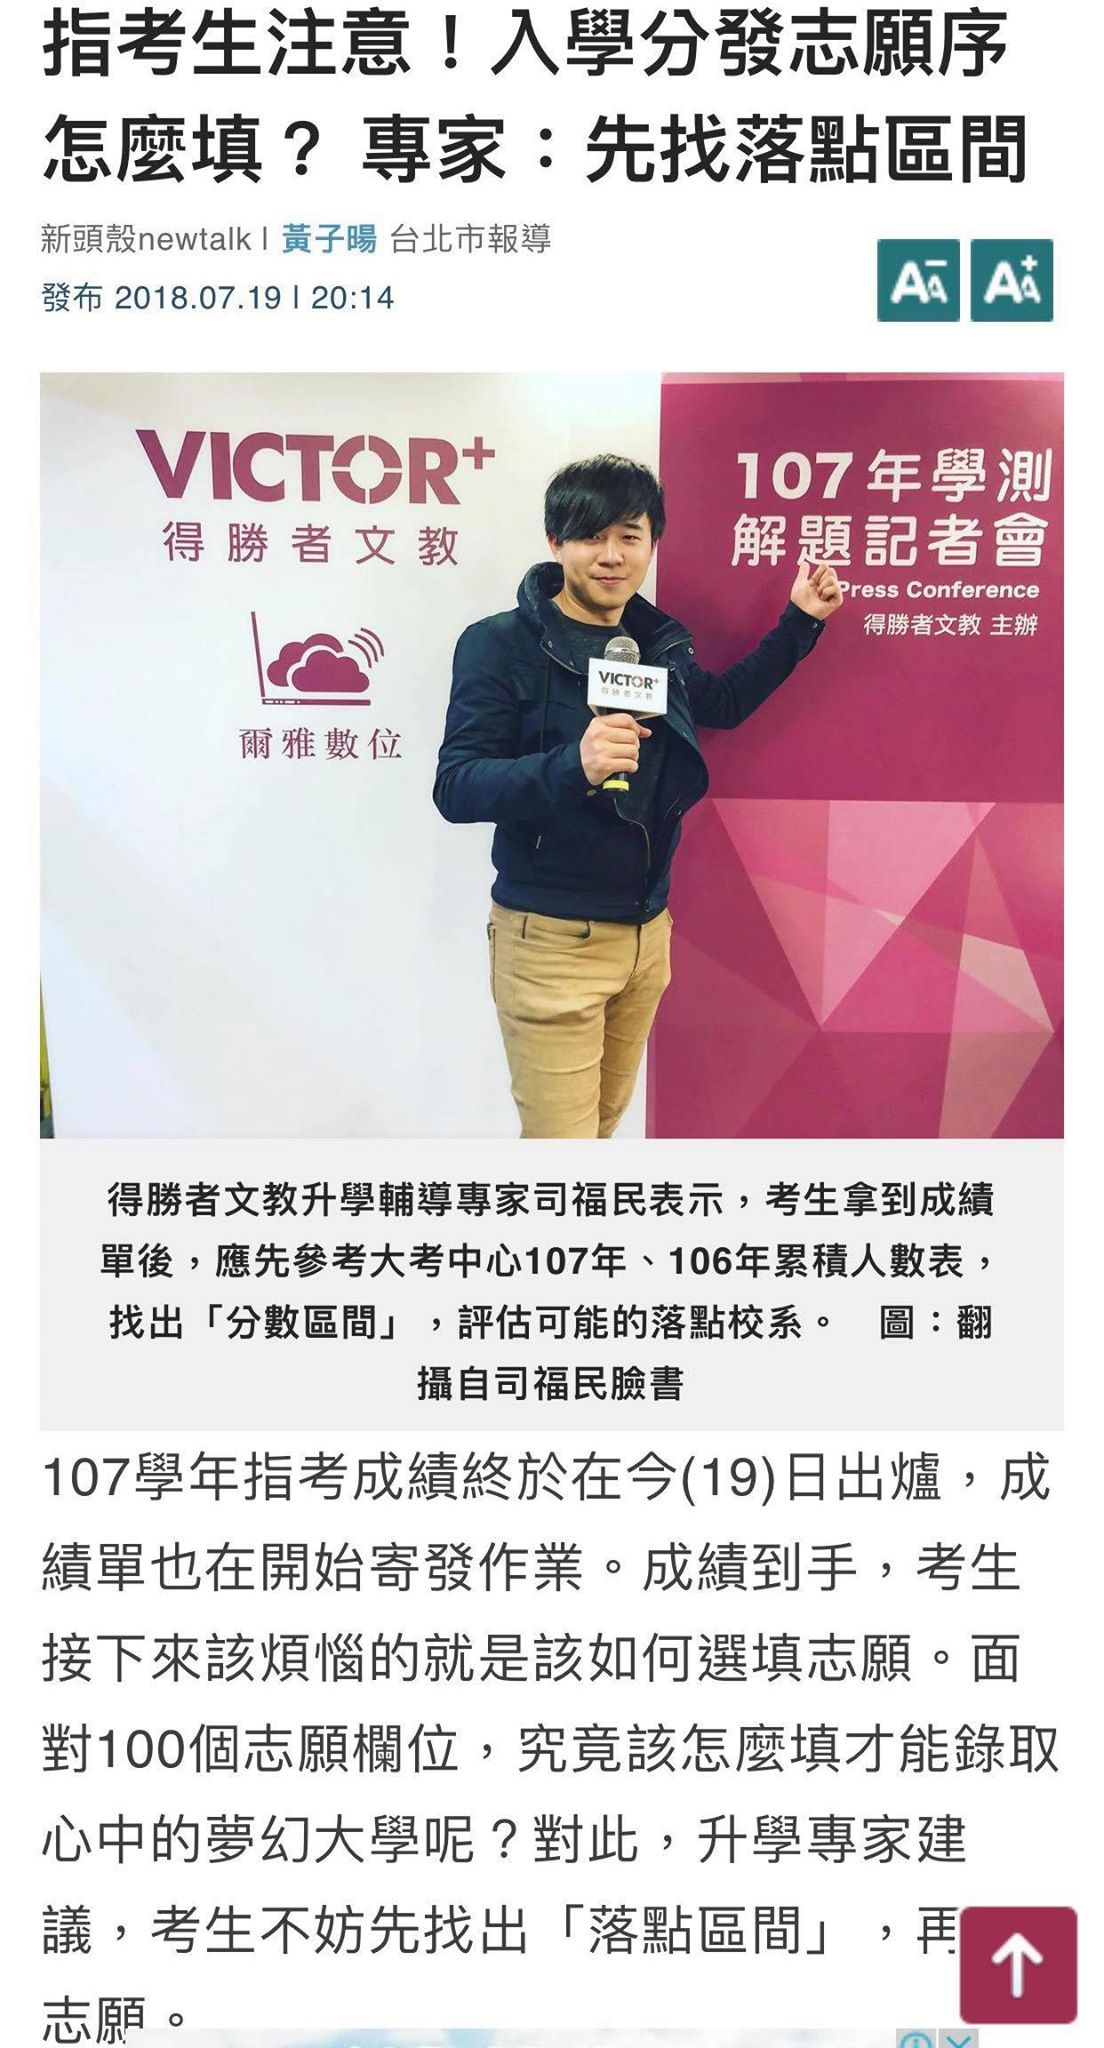 指考生注意！入學分發志願序
怎麼填？ 專家：先找落點區間
新頭殼newtalk | 黃子暘 台北市報導
發布 2018.07.19 | 20:14
A- A A+ A
VICTOR+
得勝者文教
爾雅數位
107年學測
解題記者會
Press Conference
得勝者文教 主辦
VICTOR+
得勝者文教
得勝者文教升學輔導專家司福民表示，考生拿到成績
單後，應先參考大考中心107年、106年累積人數表，
找出「分數區間」，評估可能的落點校系。 圖：翻
攝自司福民臉書
107學年指考成績終於在今(19)日出爐，成
績單也在開始寄發作業。成績到手，考生
接下來該煩惱的就是該如何選填志願。面
對100個志願欄位，究竟該怎麼填才能錄取
心中的夢幻大學呢？對此，升學專家建
議，考生不妨先找出「落點區間」，再
志願。